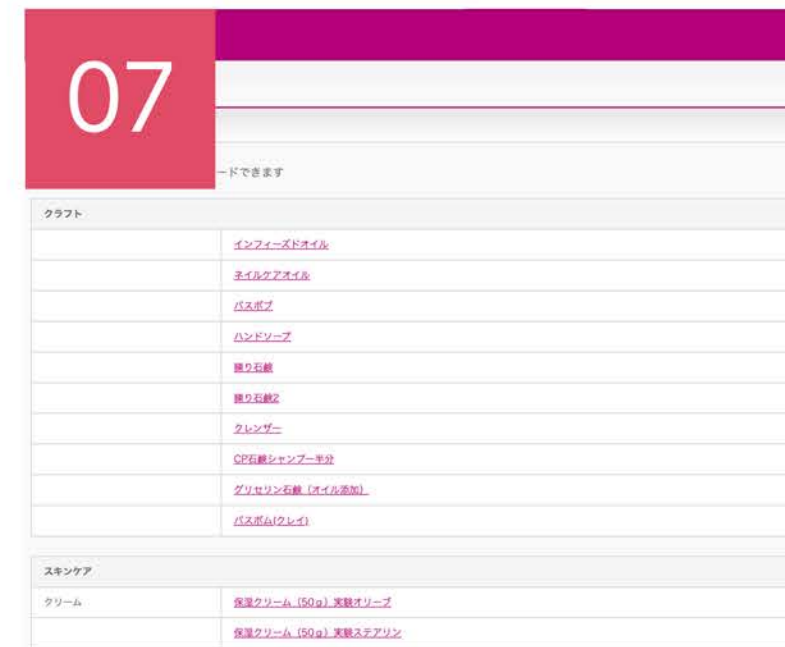 07
ードできます
クラフト
インフィーズドオイル
ネイルケアオイル
バスボブ
ハンドソープ
練り石鹸
練り石鹸2
クレンザー
CP石鹸シャンプー半分
グリセリン石鹸（オイル添加）
バスボム(クレイ)
スキンケア
クリーム	保湿クリーム（50g）実験オリーブ
保湿クリーム（50g）実験ステアリン